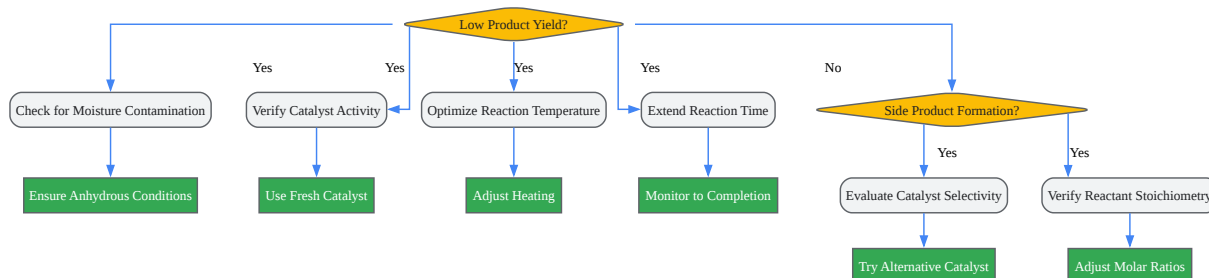 Low Product Yield?
Yes
Yes
Yes
Yes
No
Check for Moisture Contamination
Verify Catalyst Activity
Optimize Reaction Temperature
Extend Reaction Time
Side Product Formation?
Yes
Yes
Ensure Anhydrous Conditions
Use Fresh Catalyst
Adjust Heating
Monitor to Completion
Evaluate Catalyst Selectivity
Verify Reactant Stoichiometry
Try Alternative Catalyst
Adjust Molar Ratios